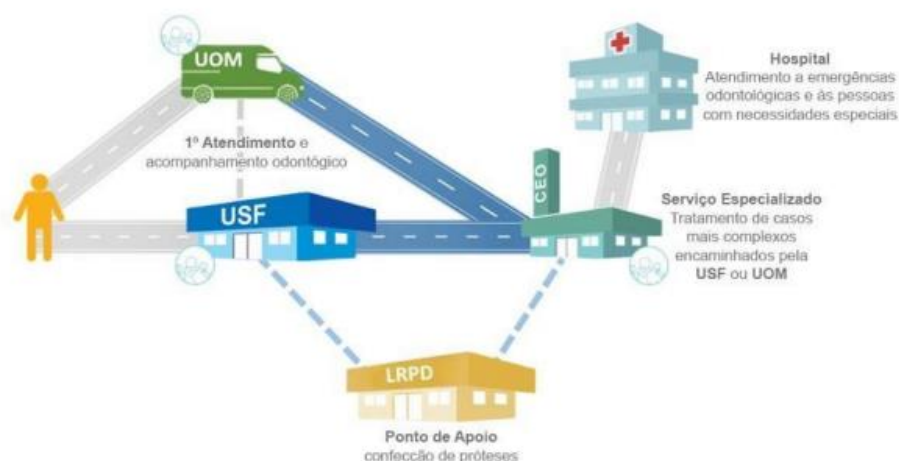 UOM
1º Atendimento e
acompanhamento odontógico
USF
CEO
Hospital
Atendimento a emergências
odontológicas e às pessoas
com necessidades especiais
Serviço Especializado
Tratamento de casos
mais complexos
encaminhados pela
USF ou UOM
LRPD
Ponto de Apoio
confecção de próteses